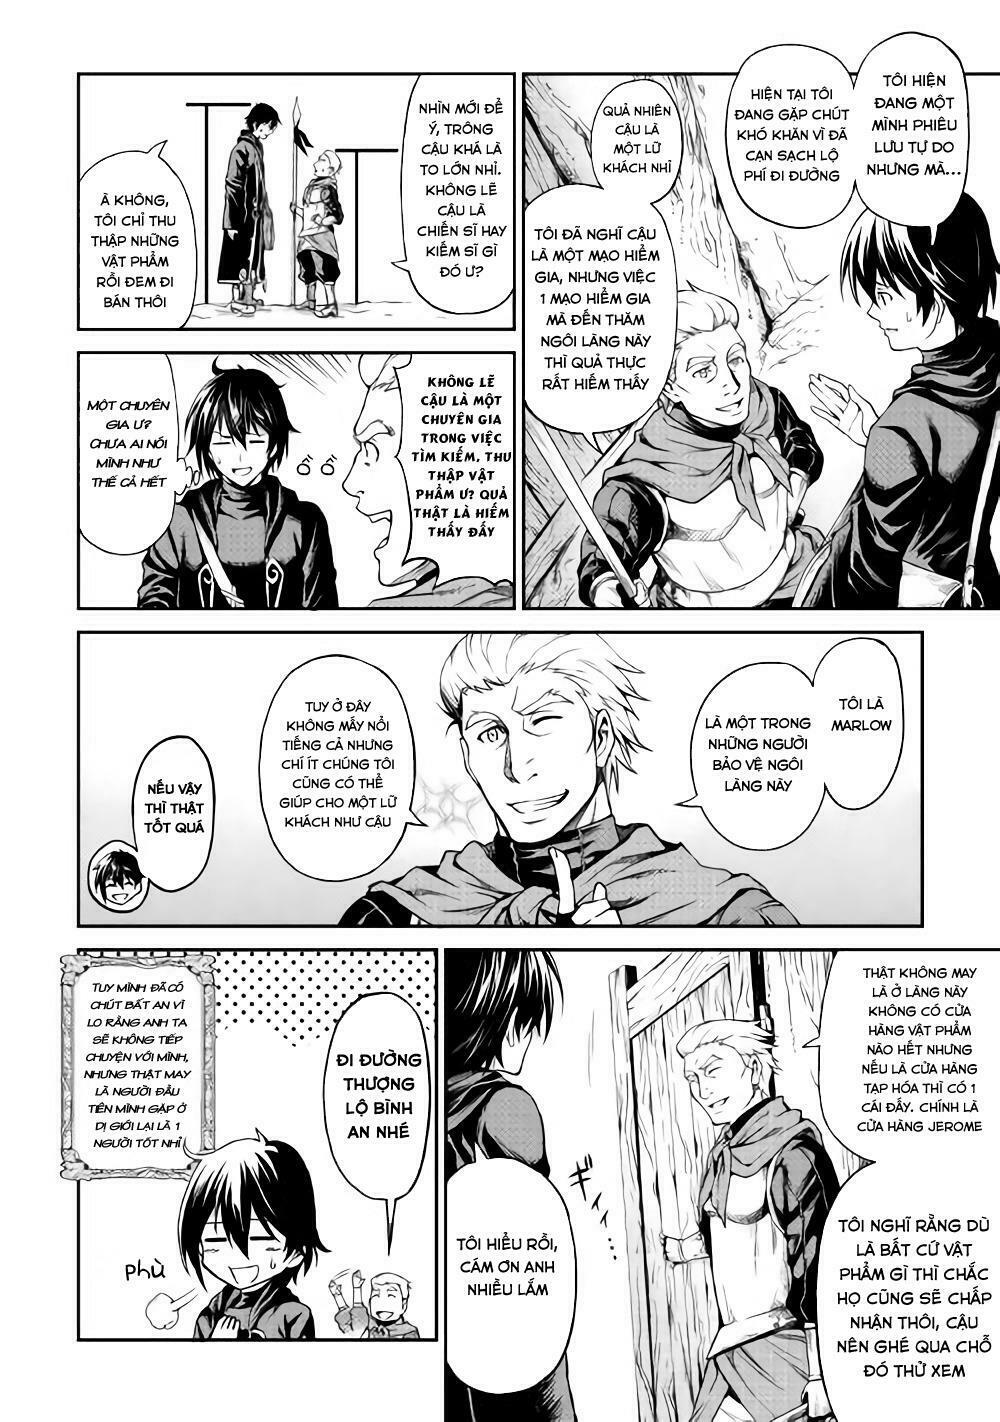 TÔI HIỆN
ĐANG MỘT
MÌNH PHIÊU
LƯU TỰ DO
NHƯNG MÀ...
HIỆN TẠI TÔI
ĐANG GẶP CHÚT
KHÓ KHĂN VÌ ĐÃ
CẠN SẠCH LỘ
PHÍ ĐI ĐƯỜNG
QUẢ NHIÊN
CẬU LÀ
MỘT LỮ
KHÁCH NHỈ
TÔI ĐÃ NGHĨ CẬU
LÀ MỘT MẠO HIỂM
GIA, NHƯNG VIỆC
1 MẠO HIỂM GIA
MÀ ĐẾN THĂM
NGÔI LÀNG NÀY
THÌ QUẢ THỰC
RẤT HIẾM THẤY
NHÌN MỚI ĐỂ
Ý, TRÔNG
CẬU KHÁ LÀ
TO LỚN NHỈ.
KHÔNG LẼ
CẬU LÀ
CHIẾN SĨ HAY
KIẾM SĨ GÌ
ĐÓ Ư?
À KHÔNG,
TÔI CHỈ THU
THẬP NHỮNG
VẬT PHẨM
RỒI ĐEM ĐI
BÁN THÔI
KHÔNG LẼ
CẬU LÀ MỘT
CHUYÊN GIA
TRONG VIỆC
TÌM KIẾM, THU
THẬP VẬT
PHẨM Ư? QUẢ
THẬT LÀ HIẾM
THẤY ĐẤY
ỒỒ
MỘT CHUYÊN
GIA Ư?
CHƯA AI NÓI
MÌNH NHƯ
THẾ CẢ HẾT
TÔI LÀ
MARLOW
LÀ MỘT TRONG
NHỮNG NGƯỜI
BẢO VỆ NGÔI
LÀNG NÀY
TUY Ở ĐÂY
KHÔNG MẤY NỔI
TIẾNG CẢ NHƯNG
CHÍ ÍT CHÚNG TÔI
CŨNG CÓ THỂ
GIÚP CHO MỘT LỮ
KHÁCH NHƯ CẬU
NẾU VẬY
THÌ THẬT
TỐT QUÁ
THẬT KHÔNG MAY
LÀ Ở LÀNG NÀY
KHÔNG CÓ CỬA
HÀNG VẬT PHẨM
NÀO HẾT NHƯNG
NẾU LÀ CỬA HÀNG
TẠP HÓA THÌ CÓ 1
CÁI ĐẤY. CHÍNH LÀ
CỬA HÀNG JEROME
TÔI NGHĨ RẰNG DÙ
LÀ BẤT CỨ VẬT
PHẨM GÌ THÌ CHẮC
HỌ CŨNG SẼ CHẤP
NHẬN THÔI, CẬU
NÊN GHÉ QUA CHỖ
ĐÓ THỬ XEM
TÔI HIỂU RỒI,
CÁM ƠN ANH
NHIỀU LẮM
ĐI ĐƯỜNG
THƯỢNG
LỘ BÌNH
AN NHÉ
TUY MÌNH ĐÃ CÓ
CHÚT BẤT AN VÌ
LO RẰNG ANH TA
SẼ KHÔNG TIẾP
CHUYỆN VỚI MÌNH,
NHƯNG THẬT MAY
LÀ NGƯỜI ĐẦU
TIÊN MÌNH GẶP Ở
DỊ GIỚI LẠI LÀ 1
NGƯỜI TỐT NHỈ
PHÙ